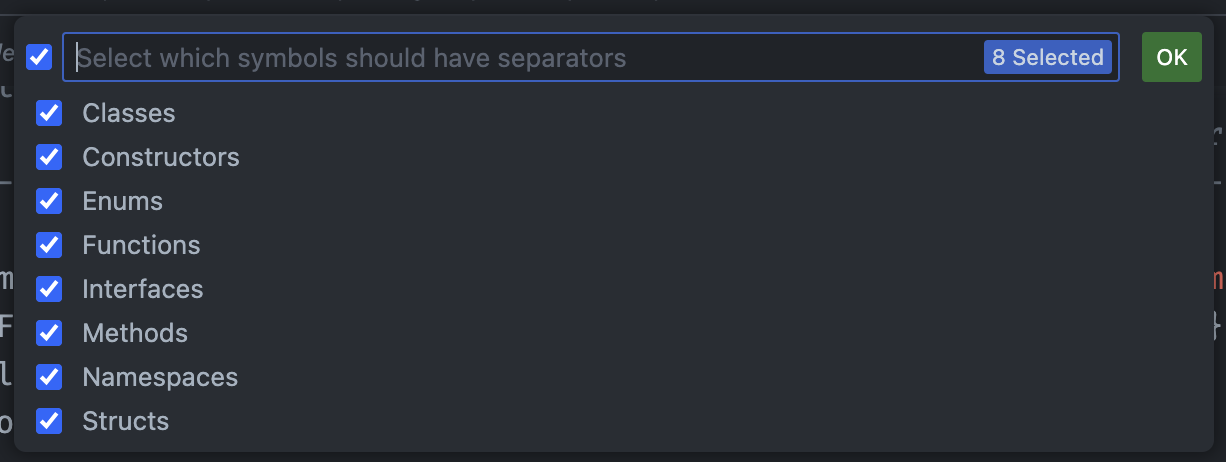 Select which symbols should have separators 8 Selected OK
Classes
Constructors
Enums
Functions
Interfaces
Methods
Namespaces
Structs